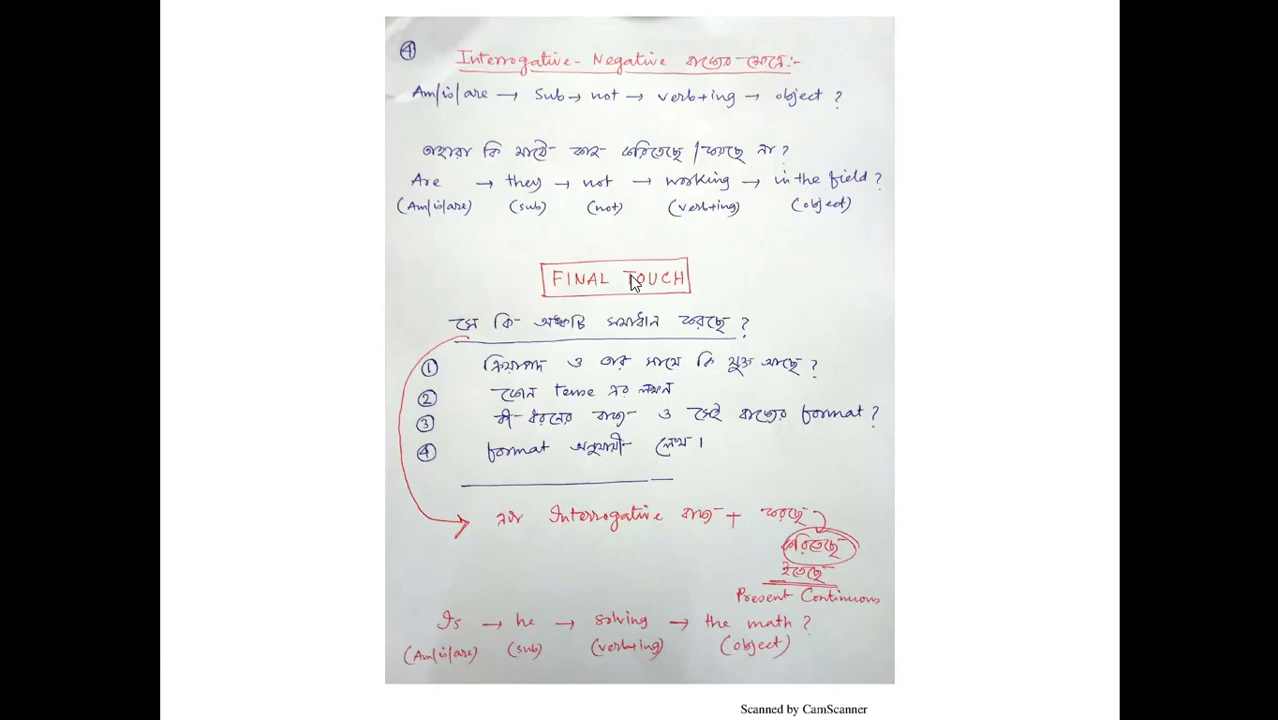 ④ Interrogative - Negative বাক্যের ক্ষেত্রে:-
Am/is/are → Sub → not → verb+ing → object ?
তাহারা কি মাঠে কাজ করিতেছে / করছে না ?
Are → they → not → working → in the field ?
(Am/is/are) (sub) (not) (verb+ing) (object)
FINAL TOUCH
সে কি অঙ্কটি সমাধান করছে ?
① ক্রিয়াপদ ও তার সাথে কি যুক্ত আছে ?
② কোন tense এর লক্ষন
③ কী ধরনের বাক্য ও সেই বাক্যের format ?
④ format অনুযায়ী লেখ।
Interrogative বাক্য + করছে
করিতেছে
ইতেছে
Present Continuous
Is → he → solving → the math ?
(Am/is/are) (sub) (verb+ing) (object)
Scanned by CamScanner